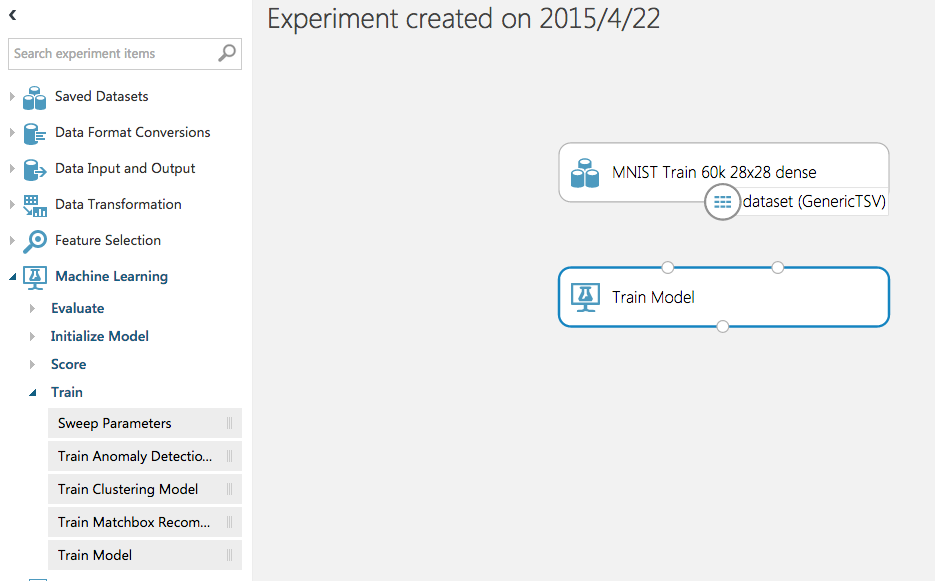 Experiment created on 2015/4/22
Search experiment items
Saved Datasets
Data Format Conversions
Data Input and Output
Data Transformation
Feature Selection
Machine Learning
Evaluate
Initialize Model
Score
Train
Sweep Parameters
Train Anomaly Detectio...
Train Clustering Model
Train Matchbox Recom...
Train Model
MNIST Train 60k 28x28 dense
dataset (GenericTSV)
Train Model